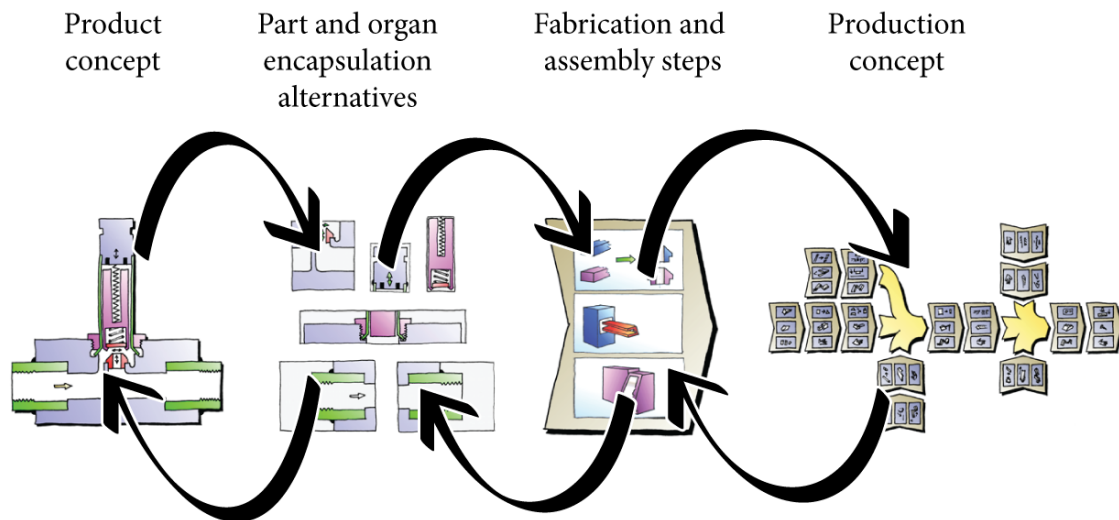 Product
concept
Part and organ
encapsulation
alternatives
Fabrication and
assembly steps
Production
concept